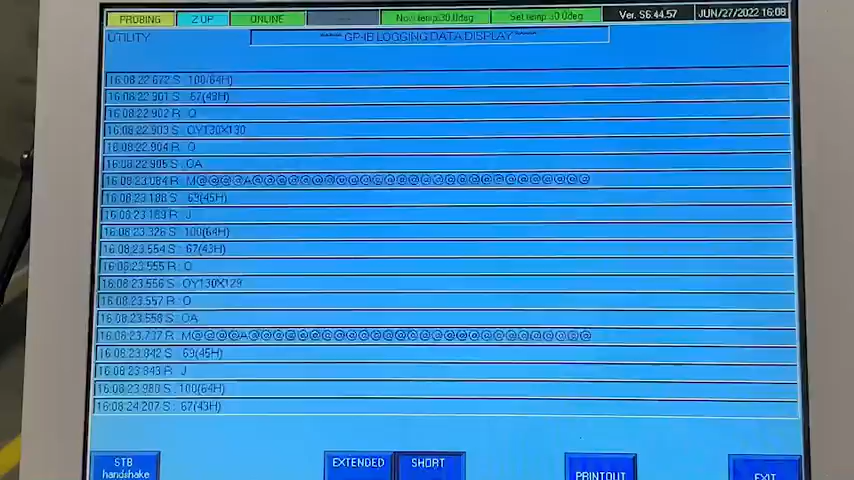 PROBING Z UP ONLINE --- Now temp:30.0deg Set temp:30.0deg Ver. S6.44.57 JUN/27/2022 16:08
UTILITY GP-IB LOGGING DATA DISPLAY
16:08:22.672 S : 100(64H)
16:08:22.901 S : 67(43H)
16:08:22.902 R : O
16:08:22.903 S : OY130X130
16:08:22.904 R : Q
16:08:22.905 S : OA
16:08:23.084 R : M@@@@A@@@@@@@@@@@@@@@@@@@@@@@@@@@@
16:08:23.188 S : 69(45H)
16:08:23.189 R : J
16:08:23.326 S : 100(64H)
16:08:23.554 S : 67(43H)
16:08:23.555 R : O
16:08:23.556 S : OY130X129
16:08:23.557 R : Q
16:08:23.558 S : OA
16:08:23.737 R : M@@@@A@@@@@@@@@@@@@@@@@@@@@@@@@@@@
16:08:23.842 S : 69(45H)
16:08:23.843 R : J
16:08:23.980 S : 100(64H)
16:08:24.207 S : 67(43H)
STB handshake EXTENDED SHORT PRINTOUT EXIT